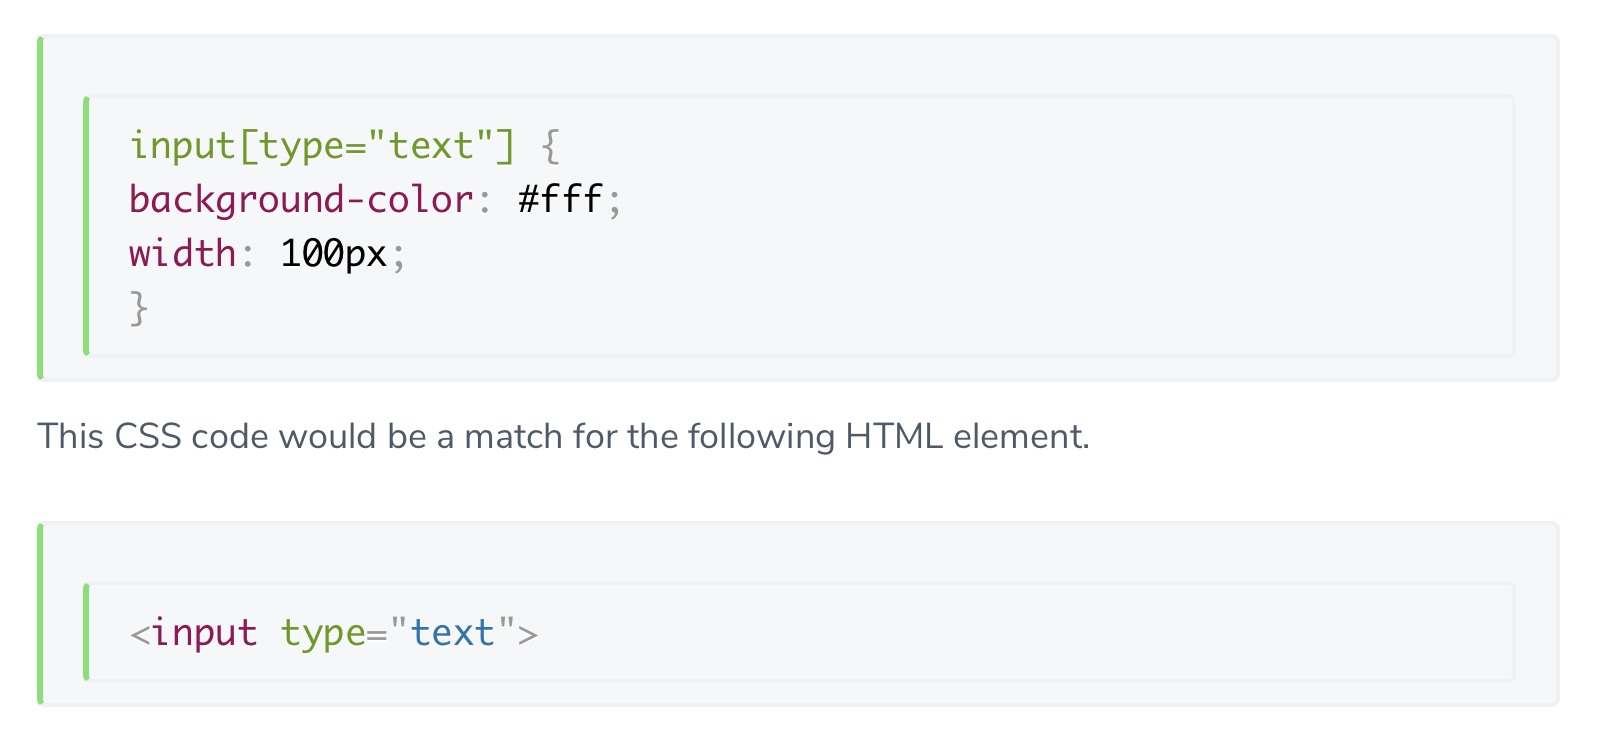 input[type="text"] {
background-color: #fff;
width: 100px;
}
This CSS code would be a match for the following HTML element.
<input type="text">